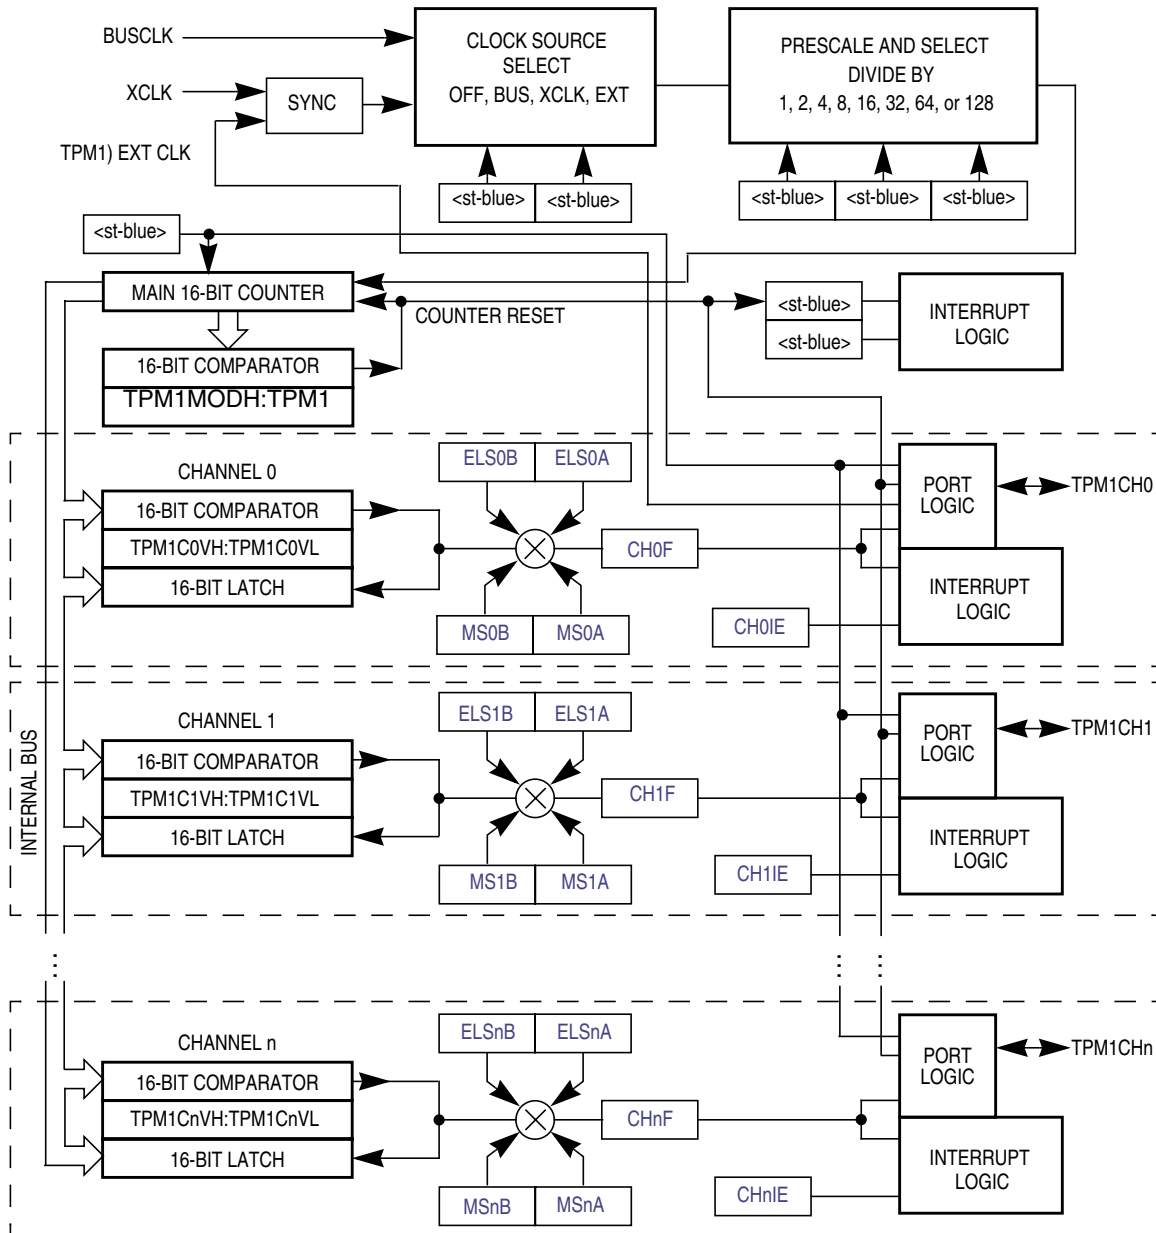 BUSCLK
XCLK
TPM1) EXT CLK
SYNC
CLOCK SOURCE
SELECT
OFF, BUS, XCLK, EXT
PRESCALE AND SELECT
DIVIDE BY
1, 2, 4, 8, 16, 32, 64, or 128
<st-blue>
<st-blue>
<st-blue>
<st-blue>
<st-blue>
<st-blue>
MAIN 16-BIT COUNTER
COUNTER RESET
<st-blue>
<st-blue>
INTERRUPT
LOGIC
16-BIT COMPARATOR
TPM1MODH:TPM1
CHANNEL 0
16-BIT COMPARATOR
TPM1C0VH:TPM1C0VL
16-BIT LATCH
ELS0B
ELS0A
MS0B
MS0A
CH0F
CH0IE
PORT
LOGIC
INTERRUPT
LOGIC
TPM1CH0
INTERNAL BUS
CHANNEL 1
16-BIT COMPARATOR
TPM1C1VH:TPM1C1VL
16-BIT LATCH
ELS1B
ELS1A
MS1B
MS1A
CH1F
CH1IE
PORT
LOGIC
INTERRUPT
LOGIC
TPM1CH1
...
...
...
CHANNEL n
16-BIT COMPARATOR
TPM1CnVH:TPM1CnVL
16-BIT LATCH
ELSnB
ELSnA
MSnB
MSnA
CHnF
CHnIE
PORT
LOGIC
INTERRUPT
LOGIC
TPM1CHn